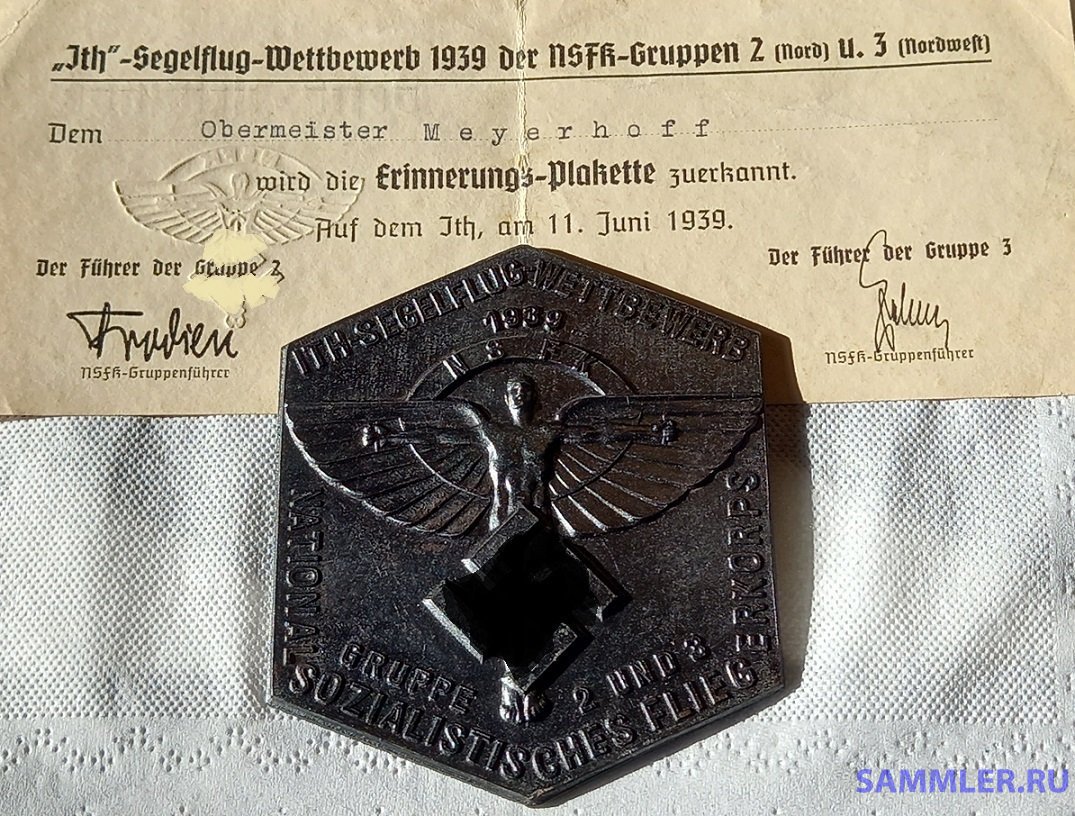 „Ith“-Segelflug-Wettbewerb 1939 der NSFK-Gruppen 2 (Nord) u. 3 (Nordwest)
Dem Obermeister Meyerhoff
wird die Erinnerungs-Plakette zuerkannt.
Auf dem Ith, am 11. Juni 1939.
Der Führer der Gruppe 2
Der Führer der Gruppe 3
NSFK-Gruppenführer
NSFK-Gruppenführer
ITH-SEGELFLUG-WETTBEWERB
1939
NSFK
NATIONAL
SOZIALISTISCHES FLIEGERKORPS
GRUPPE 2 UND 3
SAMMLER.RU